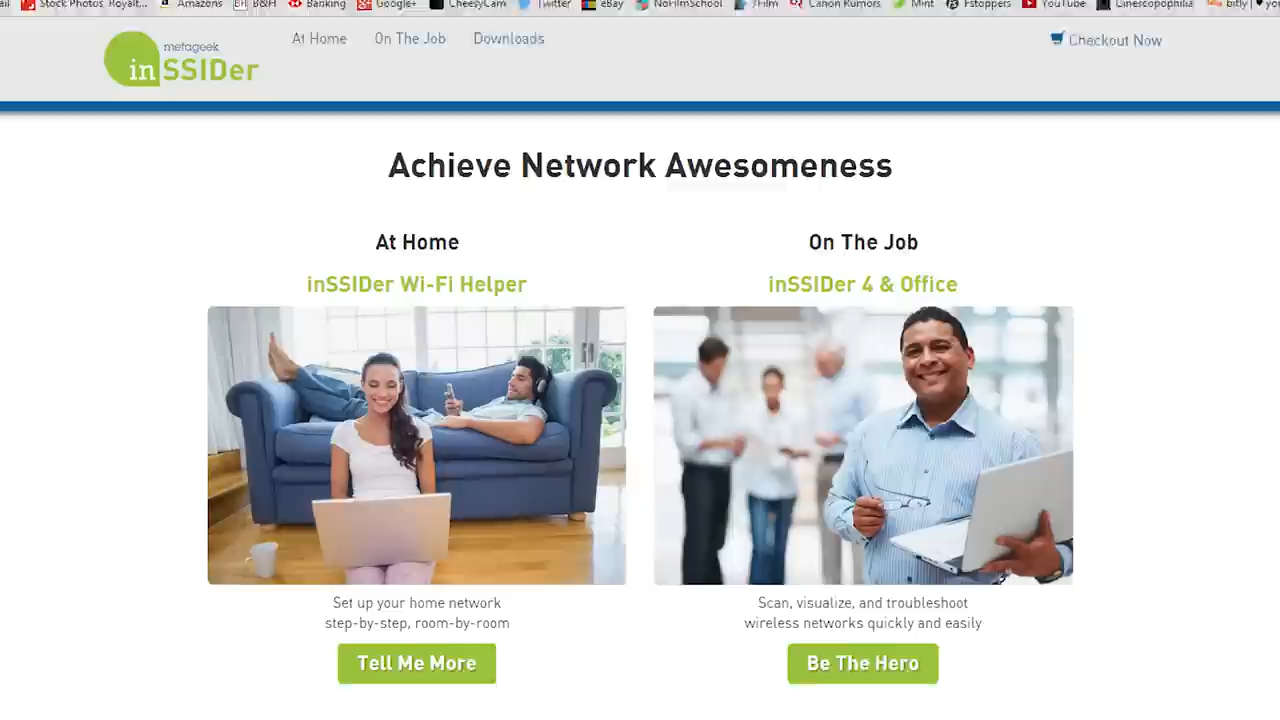 Stock Photos Royalt... Amazons B&H Banking Google+ CheesyCam Twitter eBay NoFilmSchool /Film Canon Rumors Mint Fstoppers YouTube Cinescopophilia bitly
metageek
inSSIDer
At Home On The Job Downloads
Checkout Now
Achieve Network Awesomeness
At Home
inSSIDer Wi-Fi Helper
Set up your home network
step-by-step, room-by-room
Tell Me More
On The Job
inSSIDer 4 & Office
Scan, visualize, and troubleshoot
wireless networks quickly and easily
Be The Hero